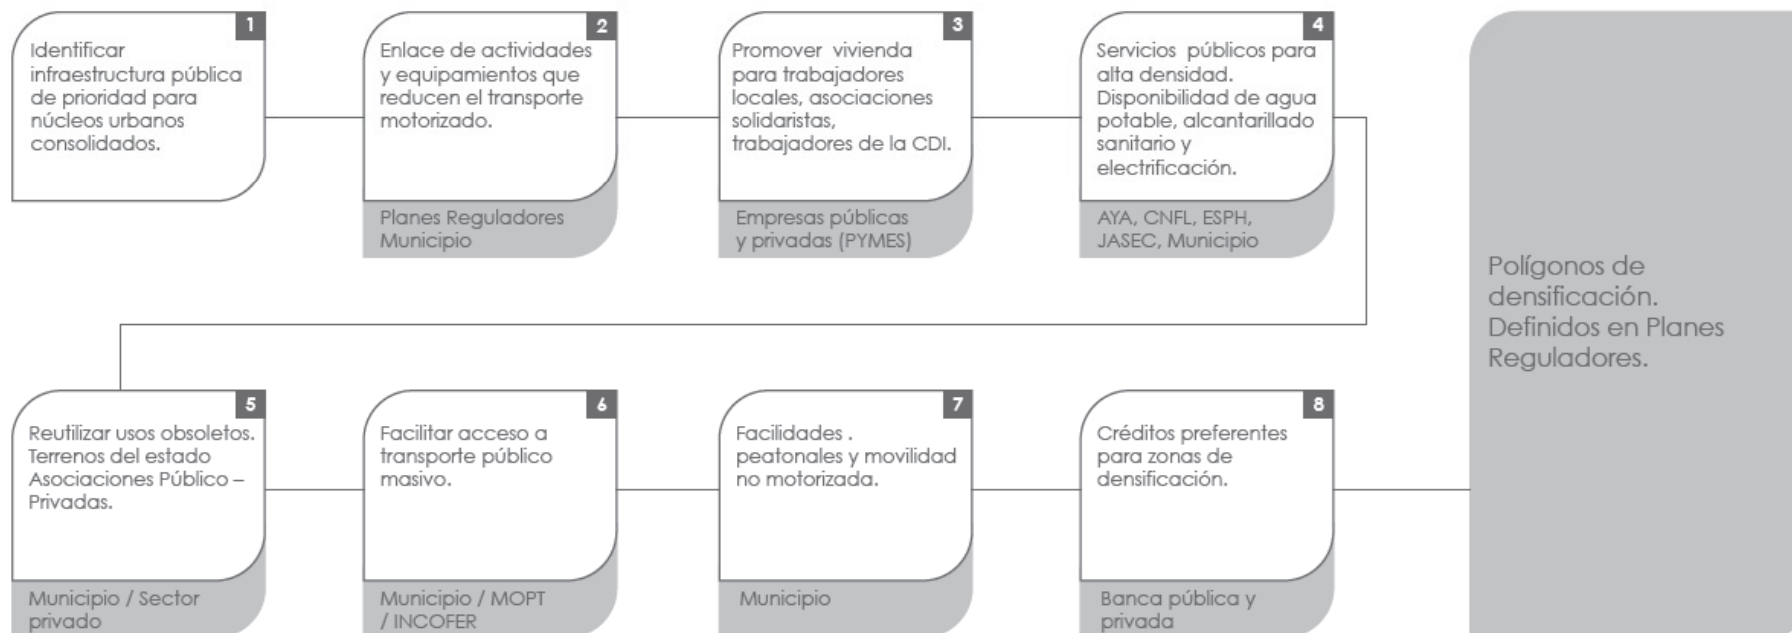 1
Identificar
infraestructura pública
de prioridad para
núcleos urbanos
consolidados.
2
Enlace de actividades
y equipamientos que
reducen el transporte
motorizado.
Planes Reguladores
Municipio
3
Promover vivienda
para trabajadores
locales, asociaciones
solidaristas,
trabajadores de la CDI.
Empresas públicas
y privadas (PYMES)
4
Servicios públicos para
alta densidad.
Disponibilidad de agua
potable, alcantarillado
sanitario y
electrificación.
AYA, CNFL, ESPH,
JASEC, Municipio
5
Reutilizar usos obsoletos.
Terrenos del estado
Asociaciones Público –
Privadas.
Municipio / Sector
privado
6
Facilitar acceso a
transporte público
masivo.
Municipio / MOPT
/ INCOFER
7
Facilidades .
peatonales y movilidad
no motorizada.
Municipio
8
Créditos preferentes
para zonas de
densificación.
Banca pública y
privada
Polígonos de
densificación.
Definidos en Planes
Reguladores.